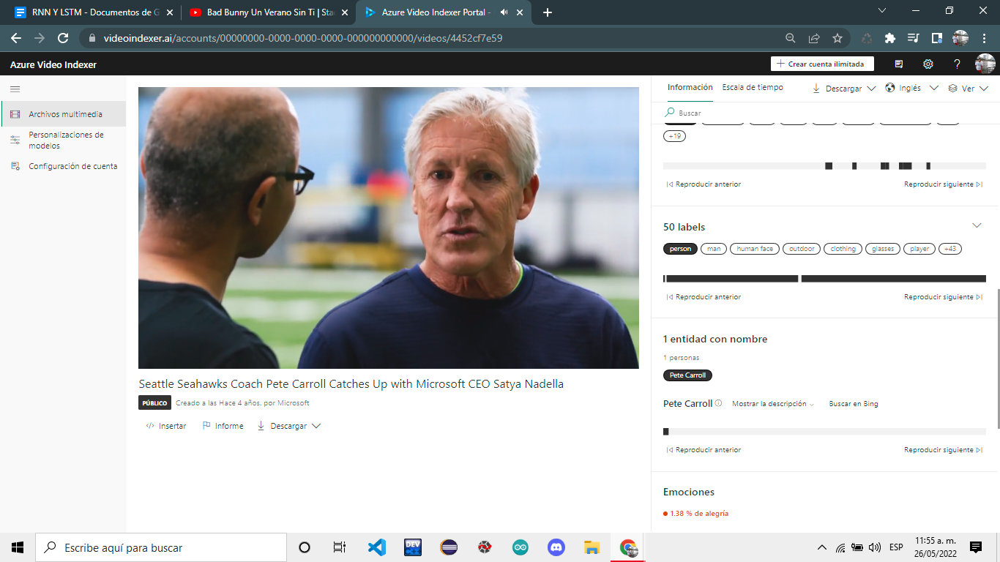 RNN Y LSTM - Documentos de G
Bad Bunny Un Verano Sin Ti | Sta
Azure Video Indexer Portal -
videoindexer.ai/accounts/00000000-0000-0000-0000-000000000000/videos/4452cf7e59
Azure Video Indexer
Crear cuenta ilimitada
?
Archivos multimedia
Personalizaciones de
modelos
Configuración de cuenta
Seattle Seahawks Coach Pete Carroll Catches Up with Microsoft CEO Satya Nadella
PÚBLICO Creado a las Hace 4 años. por Microsoft
Insertar Informe Descargar
Información Escala de tiempo Descargar Inglés Ver
Buscar
+19
Reproducir anterior Reproducir siguiente
50 labels
person man human face outdoor clothing glasses player +43
Reproducir anterior Reproducir siguiente
1 entidad con nombre
1 personas
Pete Carroll
Pete Carroll Mostrar la descripción Buscar en Bing
Reproducir anterior Reproducir siguiente
Emociones
1.38 % de alegría
Escribe aquí para buscar
DEV
ESP
11:55 a. m.
26/05/2022